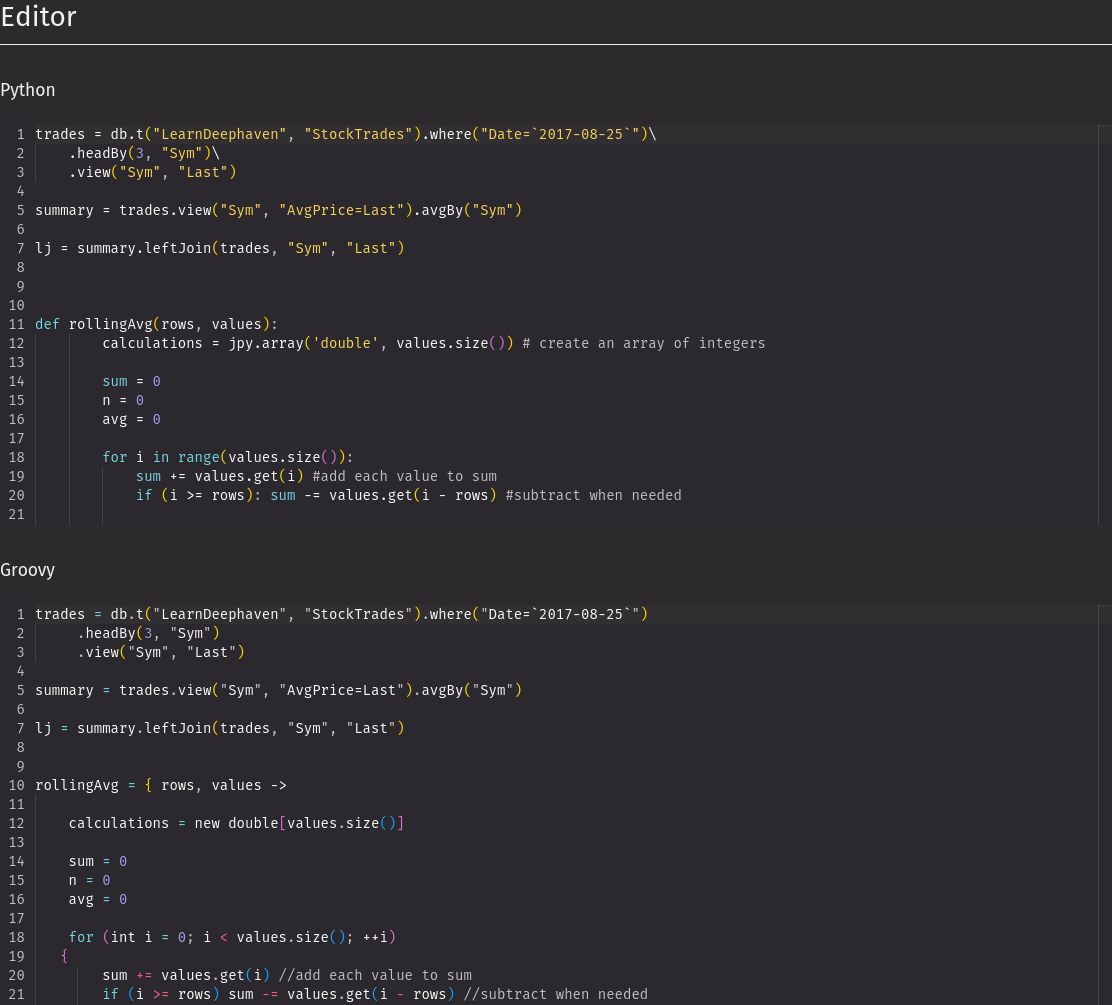 Editor
Python
1 trades = db.t("LearnDeephaven", "StockTrades").where("Date=`2017-08-25`")\
2     .headBy(3, "Sym")\
3     .view("Sym", "Last")
4
5 summary = trades.view("Sym", "AvgPrice=Last").avgBy("Sym")
6
7 lj = summary.leftJoin(trades, "Sym", "Last")
8
9
10
11 def rollingAvg(rows, values):
12         calculations = jpy.array('double', values.size()) # create an array of integers
13
14         sum = 0
15         n = 0
16         avg = 0
17
18         for i in range(values.size()):
19             sum += values.get(i) #add each value to sum
20             if (i >= rows): sum -= values.get(i - rows) #subtract when needed
21
Groovy
1 trades = db.t("LearnDeephaven", "StockTrades").where("Date=`2017-08-25`")
2      .headBy(3, "Sym")
3      .view("Sym", "Last")
4
5 summary = trades.view("Sym", "AvgPrice=Last").avgBy("Sym")
6
7 lj = summary.leftJoin(trades, "Sym", "Last")
8
9
10 rollingAvg = { rows, values ->
11
12     calculations = new double[values.size()]
13
14     sum = 0
15     n = 0
16     avg = 0
17
18     for (int i = 0; i < values.size(); ++i)
19    {
20         sum += values.get(i) //add each value to sum
21         if (i >= rows) sum -= values.get(i - rows) //subtract when needed